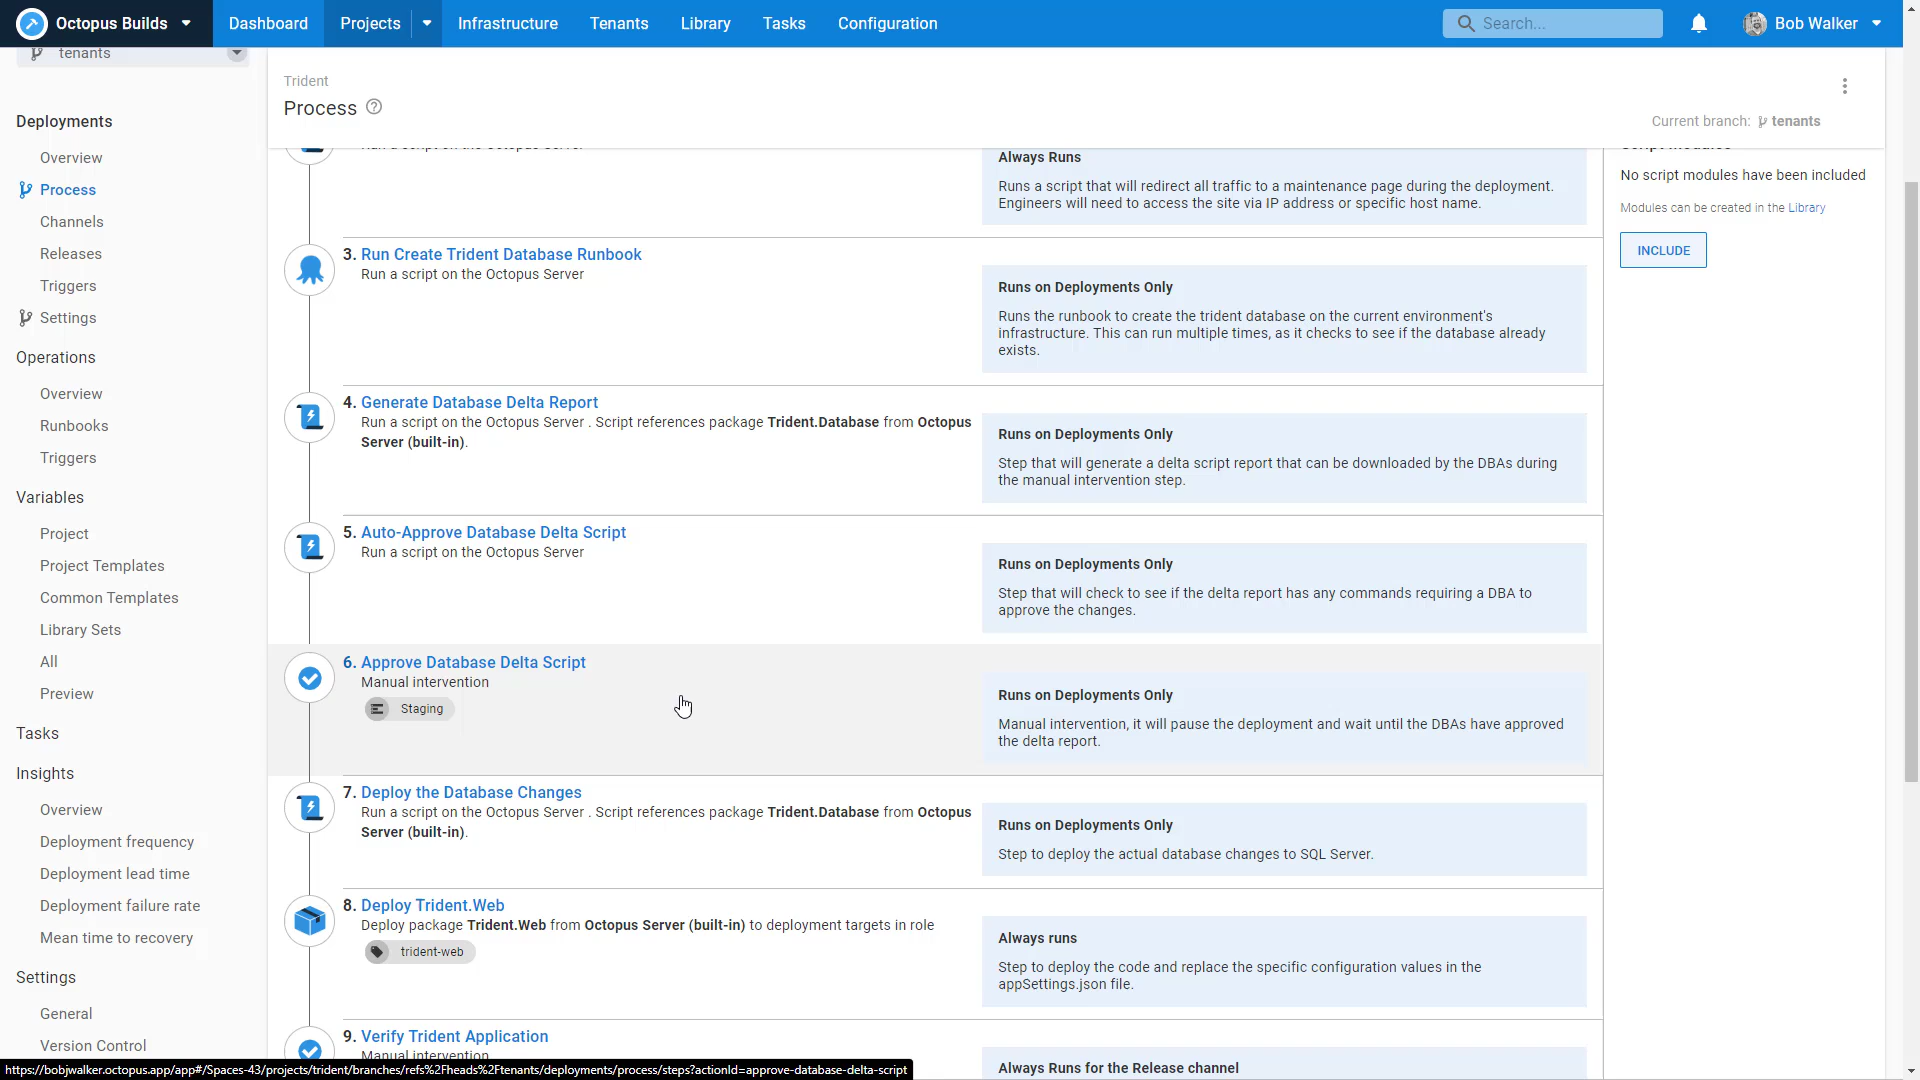 Octopus Builds
Dashboard
Projects
Infrastructure
Tenants
Library
Tasks
Configuration
Search...
Bob Walker
tenants
Deployments
Overview
Process
Channels
Releases
Triggers
Settings
Operations
Overview
Runbooks
Triggers
Variables
Project
Project Templates
Common Templates
Library Sets
All
Preview
Tasks
Insights
Overview
Deployment frequency
Deployment lead time
Deployment failure rate
Mean time to recovery
Settings
General
Version Control
Trident
Process
Current branch: tenants
Run a script on the Octopus Server
Always Runs
Runs a script that will redirect all traffic to a maintenance page during the deployment.
Engineers will need to access the site via IP address or specific host name.
3. Run Create Trident Database Runbook
Run a script on the Octopus Server
Runs on Deployments Only
Runs the runbook to create the trident database on the current environment's
infrastructure. This can run multiple times, as it checks to see if the database already
exists.
4. Generate Database Delta Report
Run a script on the Octopus Server . Script references package Trident.Database from Octopus
Server (built-in).
Runs on Deployments Only
Step that will generate a delta script report that can be downloaded by the DBAs during
the manual intervention step.
5. Auto-Approve Database Delta Script
Run a script on the Octopus Server
Runs on Deployments Only
Step that will check to see if the delta report has any commands requiring a DBA to
approve the changes.
6. Approve Database Delta Script
Manual intervention
Staging
Runs on Deployments Only
Manual intervention, it will pause the deployment and wait until the DBAs have approved
the delta report.
7. Deploy the Database Changes
Run a script on the Octopus Server . Script references package Trident.Database from Octopus
Server (built-in).
Runs on Deployments Only
Step to deploy the actual database changes to SQL Server.
8. Deploy Trident.Web
Deploy package Trident.Web from Octopus Server (built-in) to deployment targets in role
trident-web
Always runs
Step to deploy the code and replace the specific configuration values in the
appSettings.json file.
9. Verify Trident Application
Manual intervention
Always Runs for the Release channel
Script Modules
No script modules have been included
Modules can be created in the Library
INCLUDE
https://bobjwalker.octopus.app/app#/Spaces-43/projects/trident/branches/refs%2Fheads%2Ftenants/deployments/process/steps?actionId=approve-database-delta-script